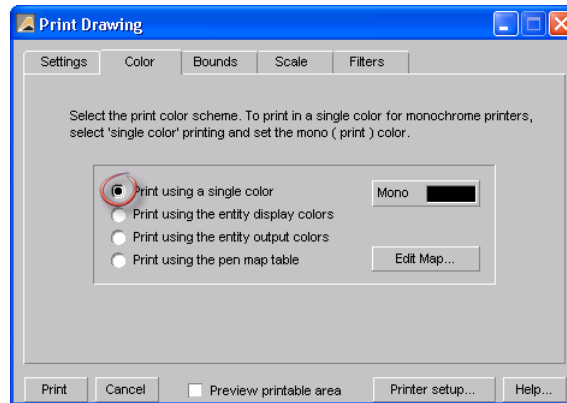 Print Drawing
Settings Color Bounds Scale Filters
Select the print color scheme. To print in a single color for monochrome printers,
select 'single color' printing and set the mono ( print ) color.
Print using a single color Mono
Print using the entity display colors
Print using the entity output colors
Print using the pen map table Edit Map...
Print Cancel Preview printable area Printer setup... Help...